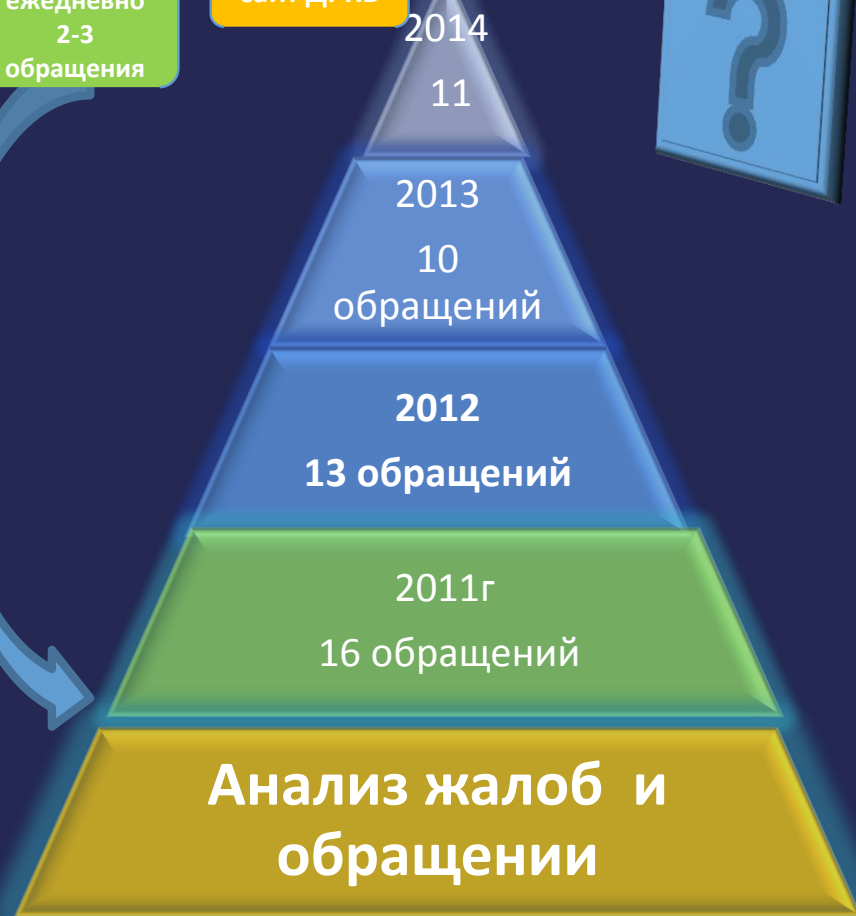 ежедневно
2-3
обращения
2014
11
2013
10
обращений
2012
13 обращений
2011г
16 обращений
Анализ жалоб и
обращении